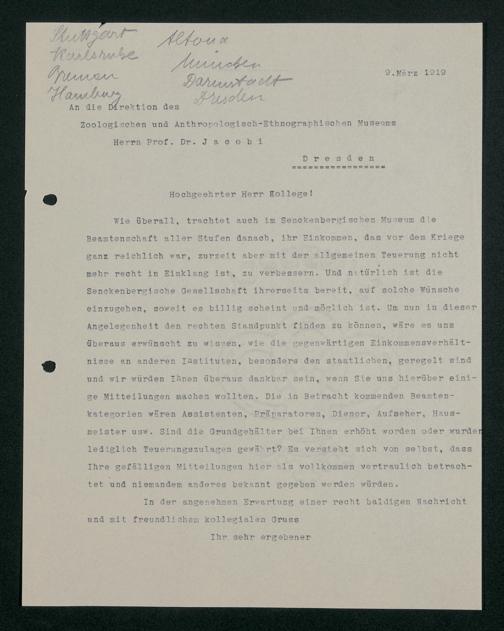 Stuttgart
Karlsruhe
Bremen
Hamburg
Altona
München
Darmstadt
Dresden
9.März 1919
An die Direktion des
Zoologischen und Anthropologisch-Ethnographischen Museums
Herrn Prof. Dr. J a c o b i
D r e s d e n
Hochgeehrter Herr Kollege!
Wie überall, trachtet auch im Senckenbergischen Museum die
Beamtenschaft aller Stufen danach, ihr Einkommen, das vor dem Kriege
ganz reichlich war, zurzeit aber mit der allgemeinen Teuerung nicht
mehr recht in Einklang ist, zu verbessern. Und natürlich ist die
Senckenbergische Gesellschaft ihrerseits bereit, auf solche Wünsche
einzugehen, soweit es billig scheint und möglich ist. Um nun in dieser
Angelegenheit den rechten Standpunkt finden zu können, wäre es uns
überaus erwünscht zu wissen, wie die gegenwärtigen Einkommensverhält-
nisse an anderen Instituten, besonders den staatlichen, geregelt sind
und wir würden Ihnen überaus dankbar sein, wenn Sie uns hierüber eini-
ge Mitteilungen machen wollten. Die in Betracht kommenden Beamten-
kategorien wären Assistenten, Präparatoren, Diener, Aufseher, Haus-
meister usw. Sind die Grundgehälter bei Ihnen erhöht worden oder wurden
lediglich Teuerungszulagen gewährt? Es versteht sich von selbst, dass
Ihre gefälligen Mitteilungen hier als vollkommen vertraulich betrach-
tet und niemandem anderes bekannt gegeben werden würden.
In der angenehmen Erwartung einer recht baldigen Nachricht
und mit freundlichem kollegialen Gruss
Ihr sehr ergebener